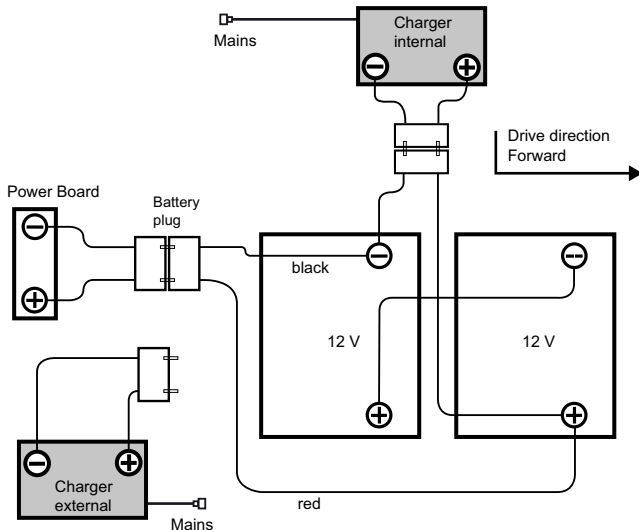 Charger
internal
Mains
Drive direction
Forward
Power Board
Battery
plug
black
12 V
12 V
Charger
external
red
Mains